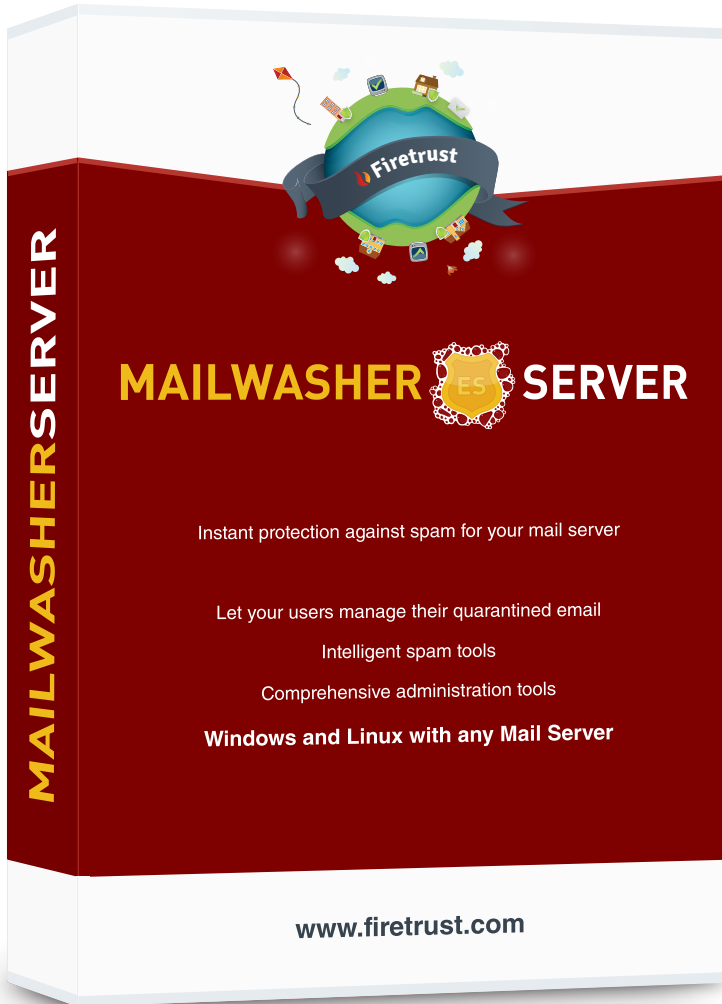 Firetrust
MAILWASHER ES SERVER
Instant protection against spam for your mail server
Let your users manage their quarantined email
Intelligent spam tools
Comprehensive administration tools
Windows and Linux with any Mail Server
www.firetrust.com
MAILWASHERSERVER